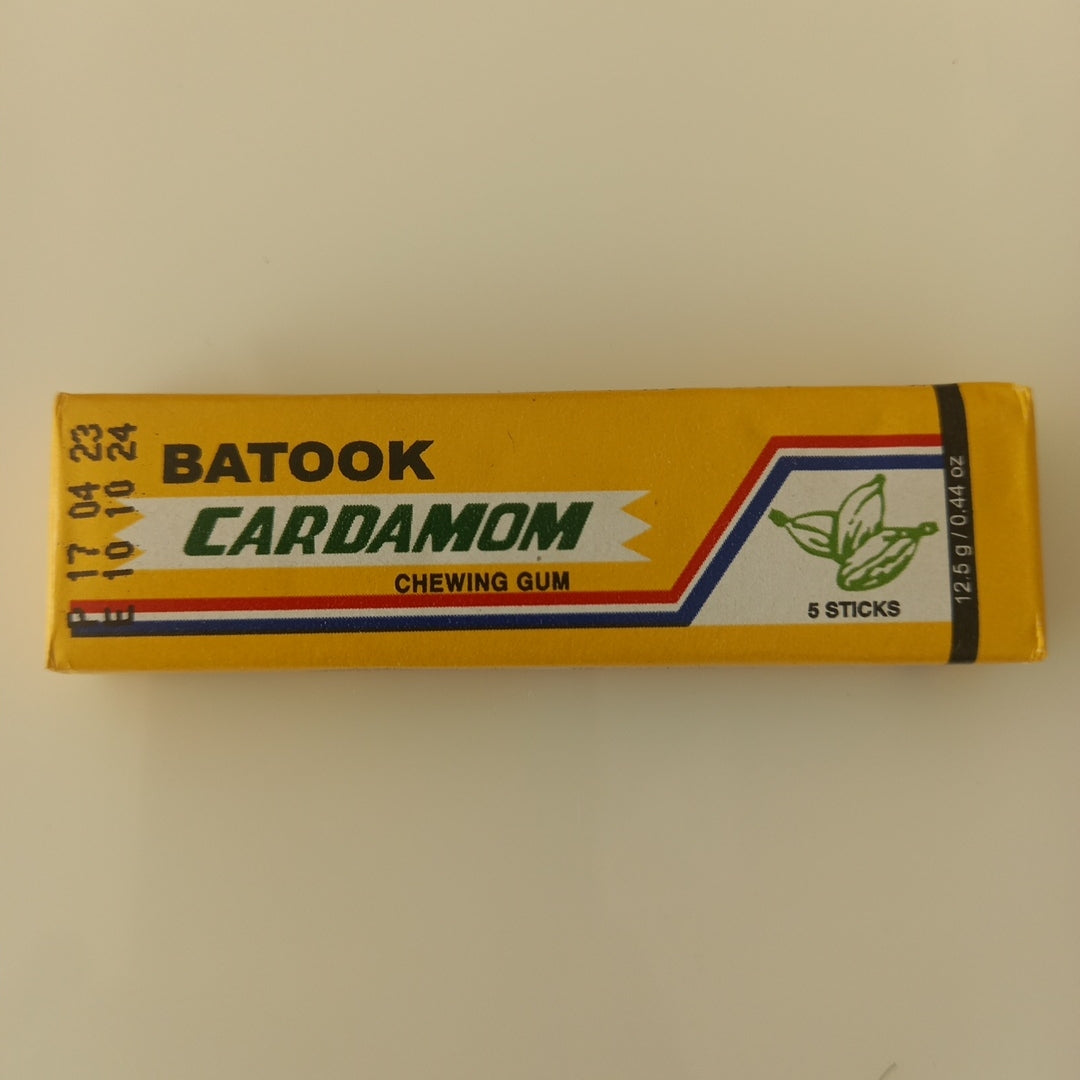 P 17 04 23
E 10 10 24
BATOOK
CARDAMOM
CHEWING GUM
5 STICKS
12.5 g / 0.44 oz